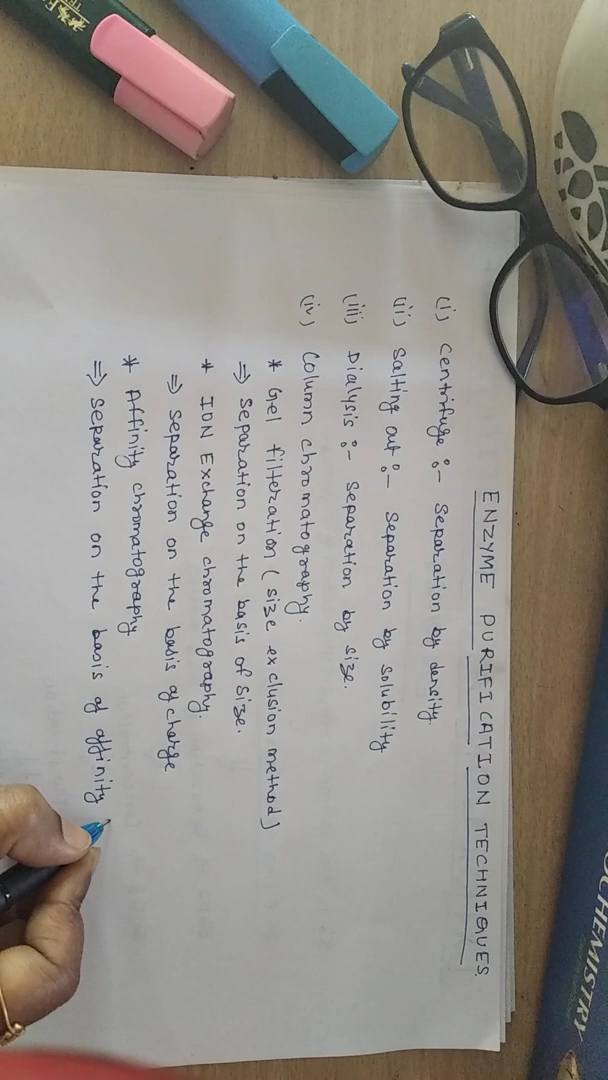 ENZYME PURIFICATION TECHNIQUES.
(i) Centrifuge :- Separation by density.
(ii) Salting out :- Separation by solubility
(iii) Dialysis :- Separation by size.
(iv) Column chromatography.
* Gel filteration (size exclusion method)
⇒ Separation on the basis of size.
* ION Exchange chromatography.
⇒ Separation on the basis of charge
* Affinity chromatography
⇒ Separation on the basis of affinity.
OCHEMISTRY